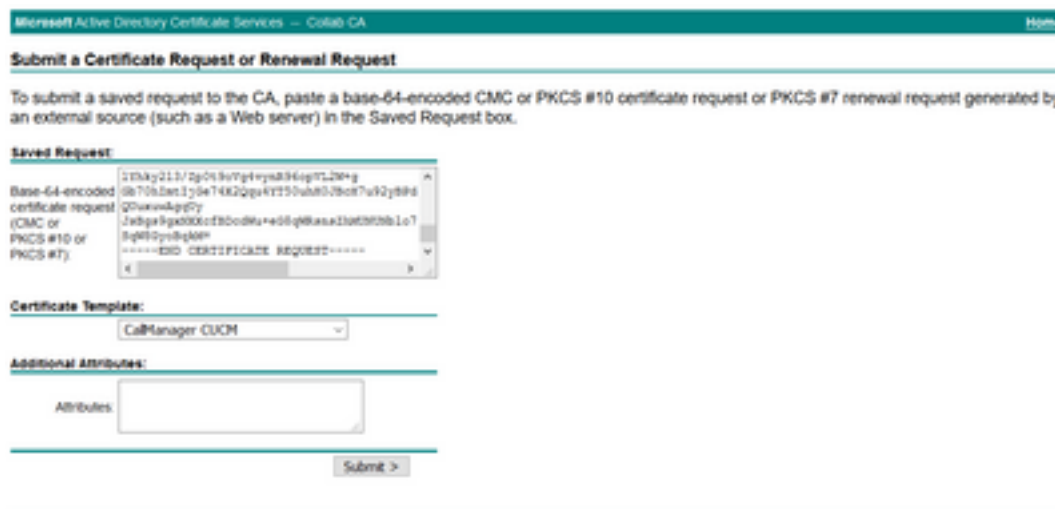 Microsoft Active Directory Certificate Services -- Collab CA
Home
Submit a Certificate Request or Renewal Request
To submit a saved request to the CA, paste a base-64-encoded CMC or PKCS #10 certificate request or PKCS #7 renewal request generated by
an external source (such as a Web server) in the Saved Request box.
Saved Request:
Base-64-encoded
certificate request
(CMC or
PKCS #10 or
PKCS #7):
-----END CERTIFICATE REQUEST-----
Certificate Template:
CallManager CUCM
Additional Attributes:
Attributes:
Submit >